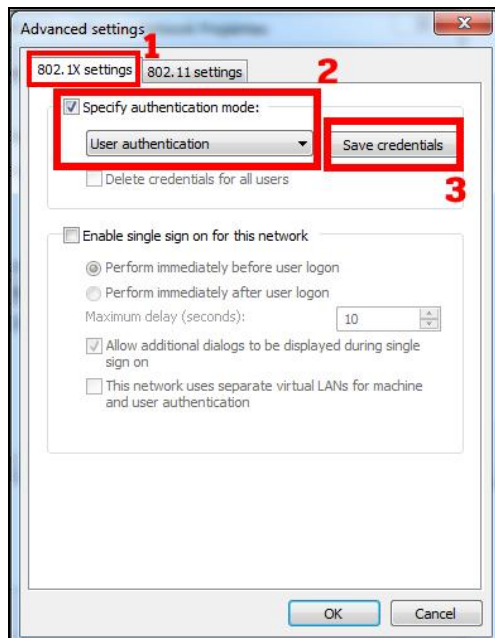 Advanced settings
1
802.1X settings
802.11 settings
2
Specify authentication mode:
User authentication
Save credentials
Delete credentials for all users
3
Enable single sign on for this network
Perform immediately before user logon
Perform immediately after user logon
Maximum delay (seconds):
10
Allow additional dialogs to be displayed during single
sign on
This network uses separate virtual LANs for machine
and user authentication
OK
Cancel